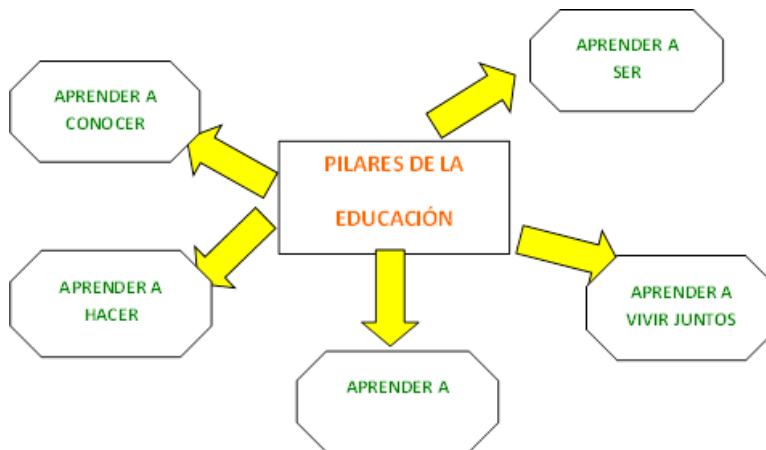 APRENDER A
SER
APRENDER A
CONOCER
PILARES DE LA
EDUCACIÓN
APRENDER A
HACER
APRENDER A
VIVIR JUNTOS
APRENDER A